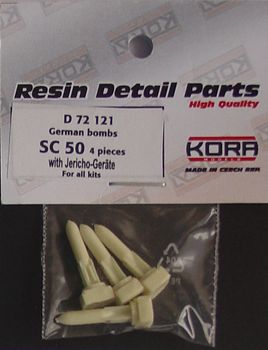 Resin Detail Parts
High Quality
D 72 121
German bombs
SC 50 4 pieces
with Jericho-Geräte
For all kits
KORA
MODELS
MADE IN CZECH REP.